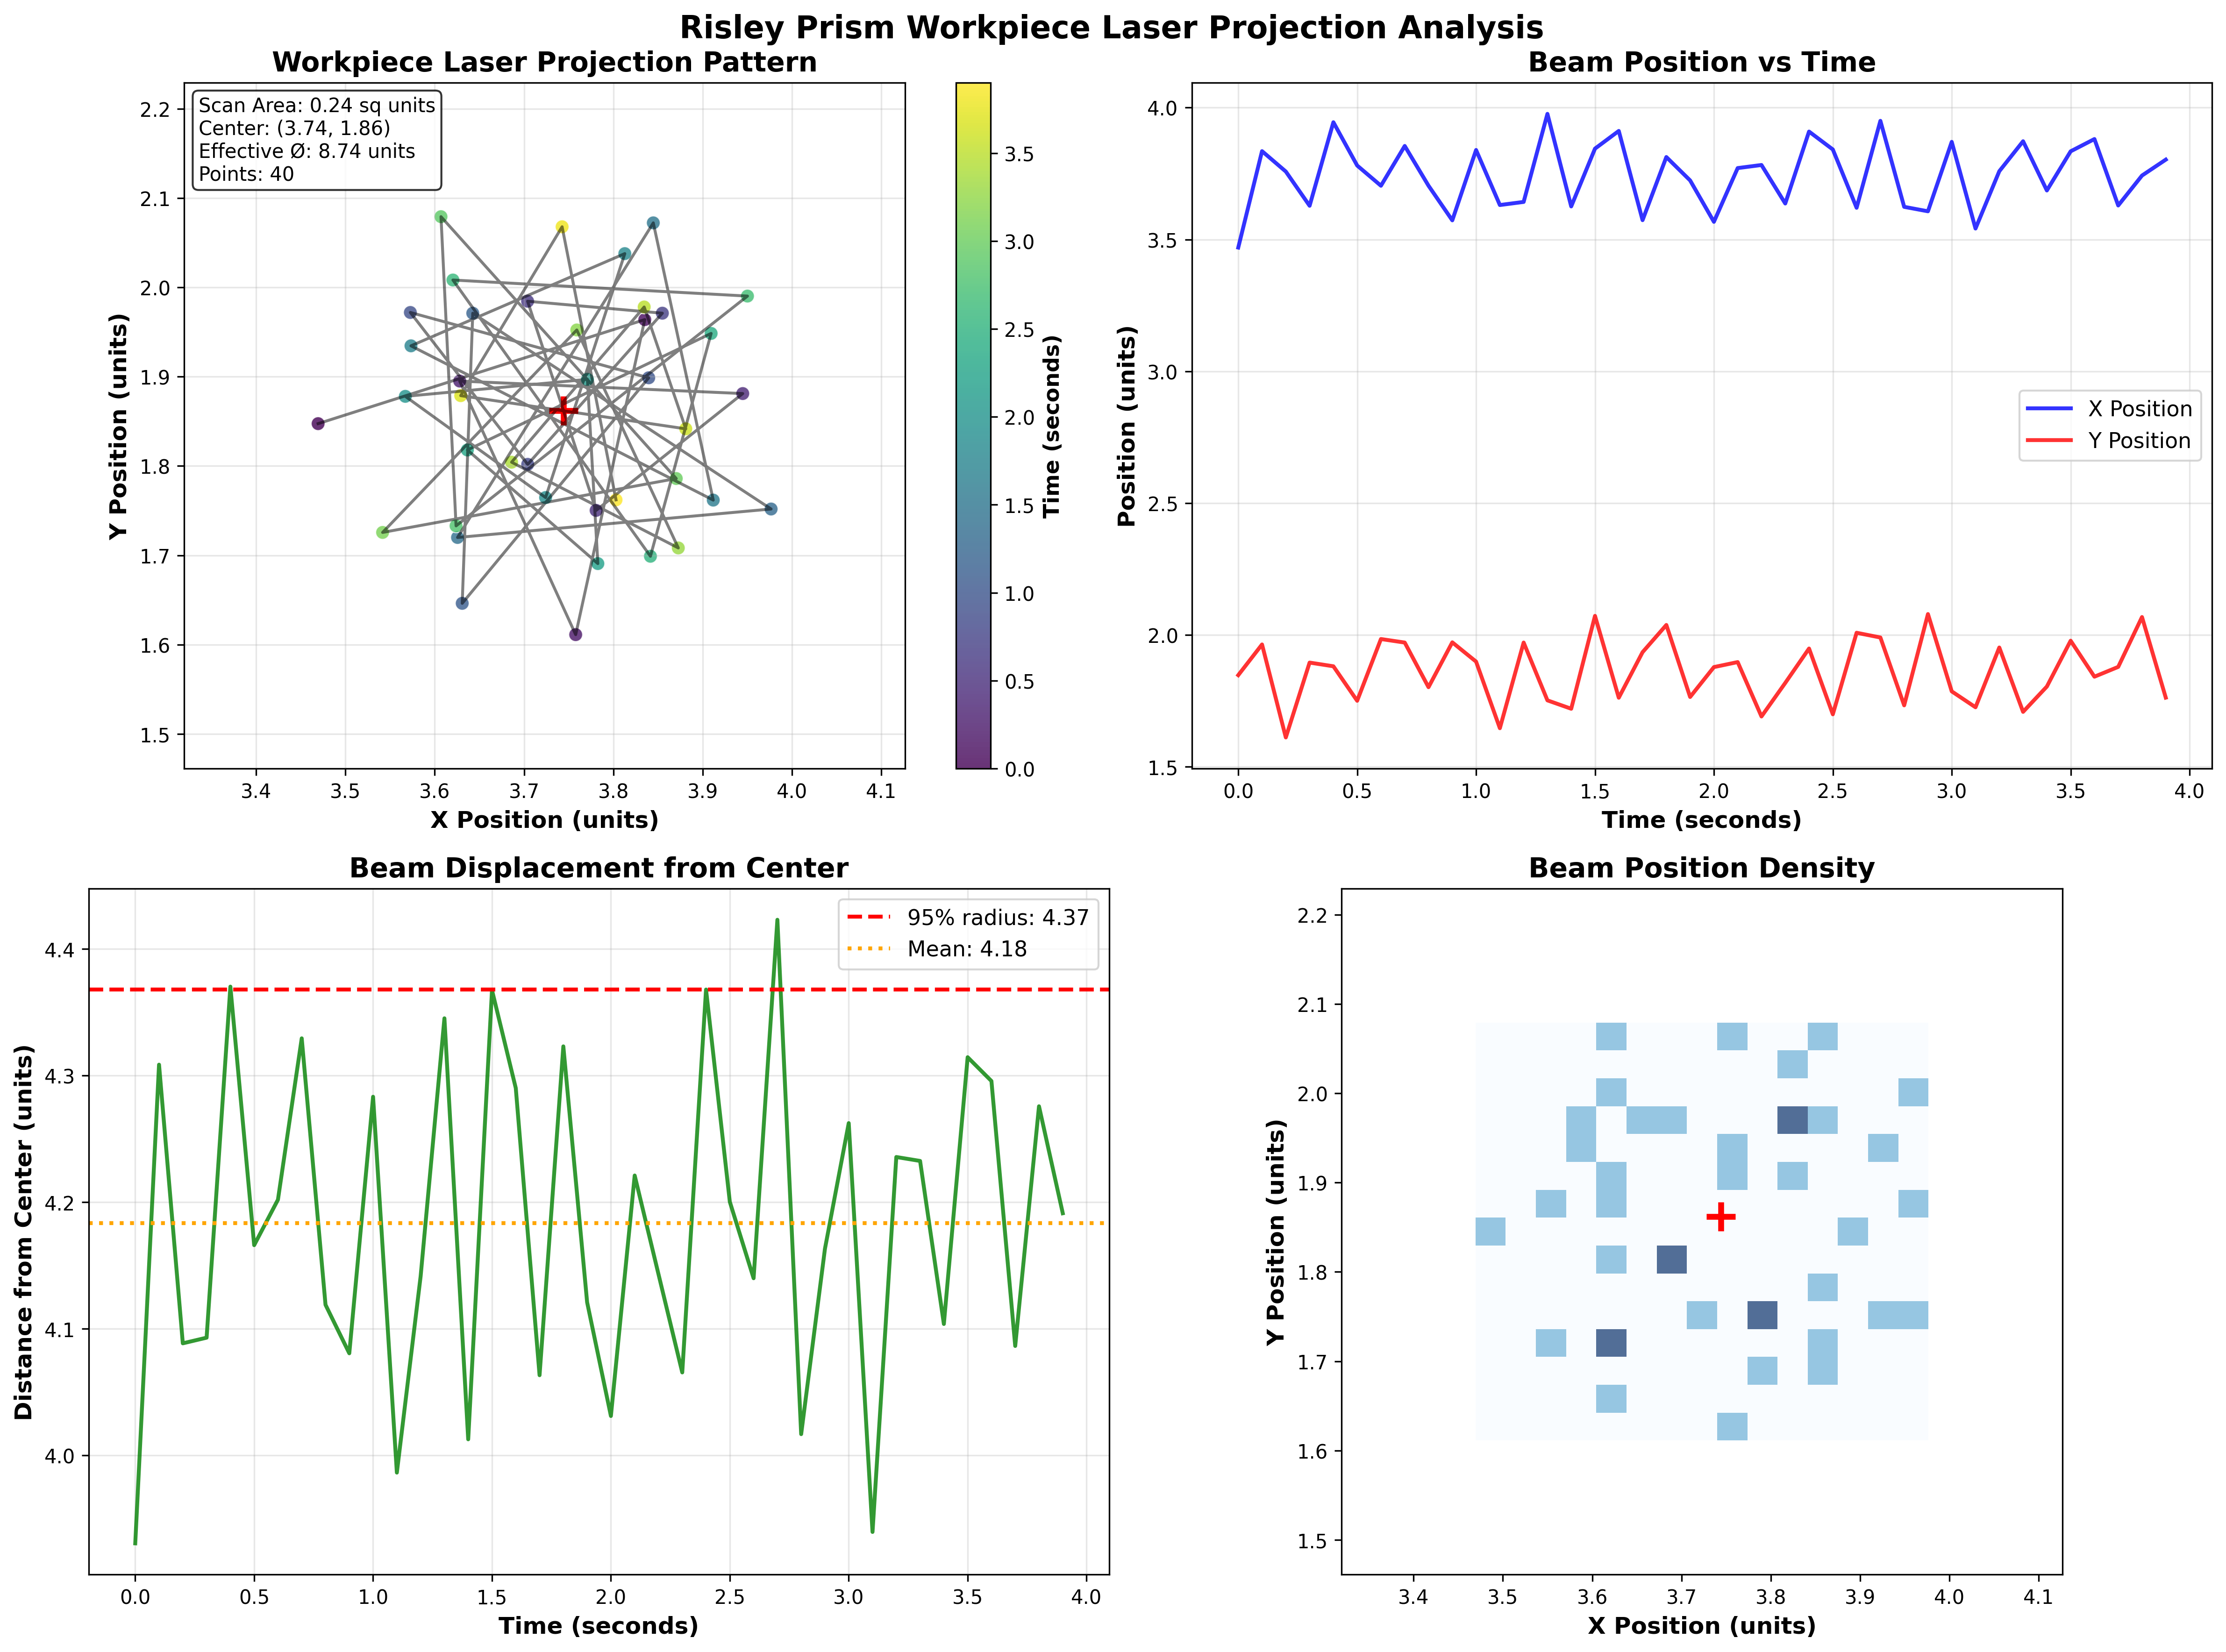 Risley Prism Workpiece Laser Projection Analysis
Workpiece Laser Projection Pattern
Scan Area: 0.24 sq units
Center: (3.74, 1.86)
Effective Ø: 8.74 units
Points: 40
2.2
2.1
2.0
1.9
1.8
1.7
1.6
1.5
Y Position (units)
3.4 3.5 3.6 3.7 3.8 3.9 4.0 4.1
X Position (units)
3.5
3.0
2.5
2.0
1.5
1.0
0.5
0.0
Time (seconds)
Beam Position vs Time
4.0
3.5
3.0
2.5
2.0
1.5
Position (units)
X Position
Y Position
0.0 0.5 1.0 1.5 2.0 2.5 3.0 3.5 4.0
Time (seconds)
Beam Displacement from Center
95% radius: 4.37
Mean: 4.18
4.4
4.3
4.2
4.1
4.0
Distance from Center (units)
0.0 0.5 1.0 1.5 2.0 2.5 3.0 3.5 4.0
Time (seconds)
Beam Position Density
2.2
2.1
2.0
1.9
1.8
1.7
1.6
1.5
Y Position (units)
3.4 3.5 3.6 3.7 3.8 3.9 4.0 4.1
X Position (units)